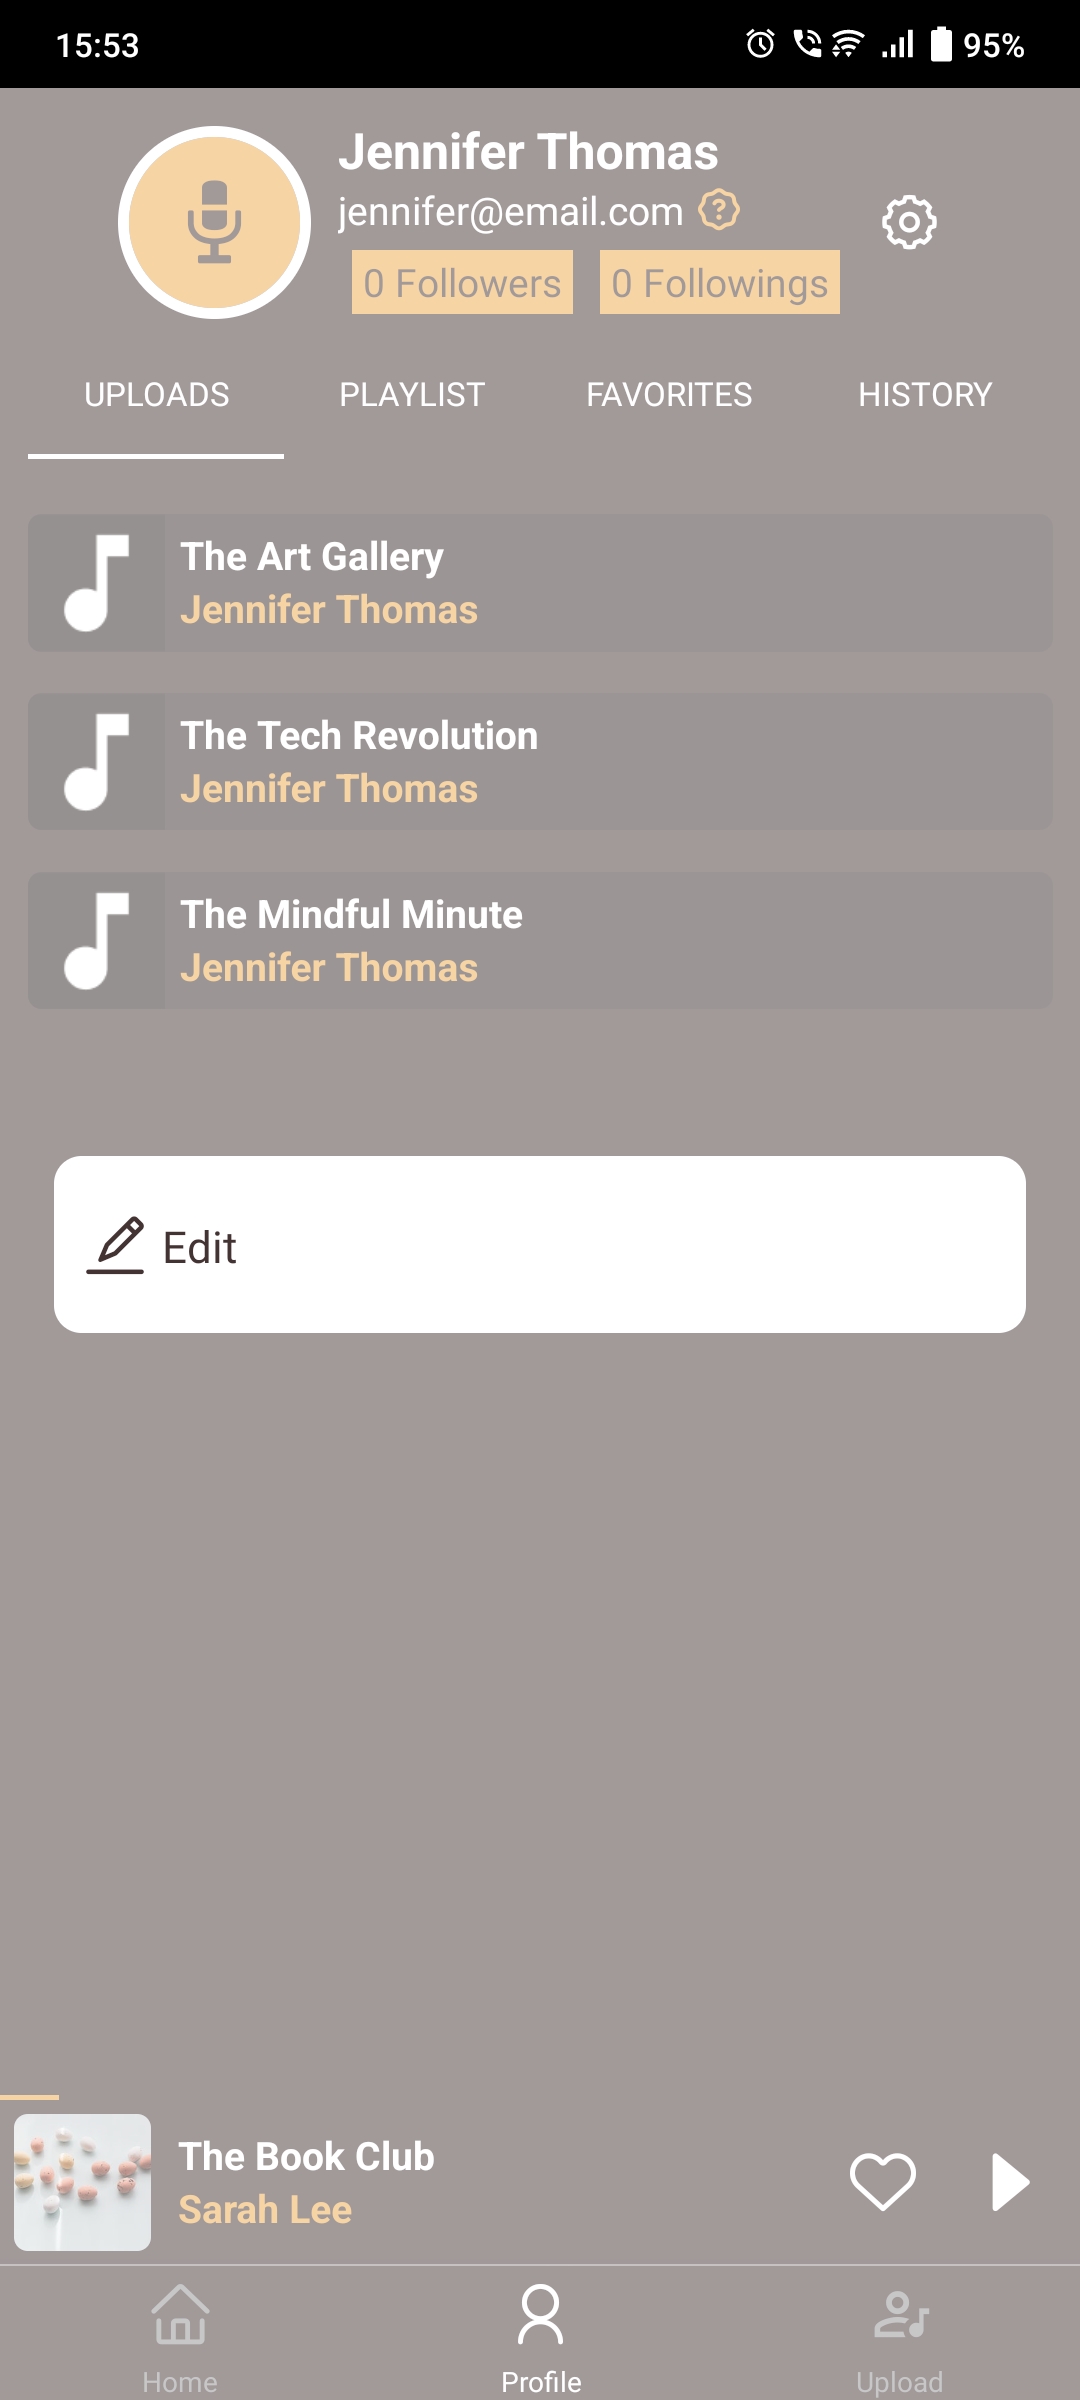 15:53
95%
Jennifer Thomas
jennifer@email.com
0 Followers
0 Followings
UPLOADS
PLAYLIST
FAVORITES
HISTORY
The Art Gallery
Jennifer Thomas
The Tech Revolution
Jennifer Thomas
The Mindful Minute
Jennifer Thomas
Edit
The Book Club
Sarah Lee
Home
Profile
Upload